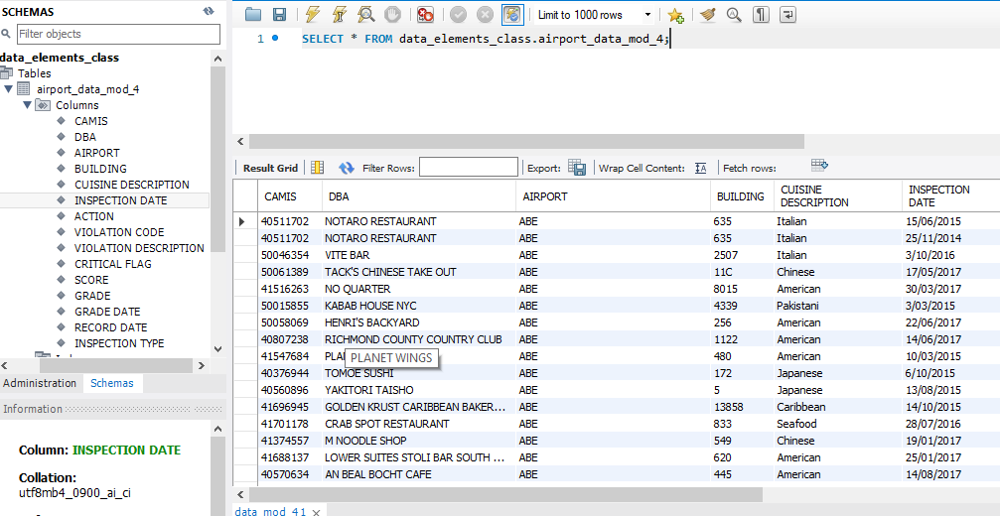 SCHEMAS
Filter objects
data_elements_class
Tables
airport_data_mod_4
Columns
CAMIS
DBA
AIRPORT
BUILDING
CUISINE DESCRIPTION
INSPECTION DATE
ACTION
VIOLATION CODE
VIOLATION DESCRIPTION
CRITICAL FLAG
SCORE
GRADE
GRADE DATE
RECORD DATE
INSPECTION TYPE
Administration Schemas
Information
Column: INSPECTION DATE
Collation:
utf8mb4_0900_ai_ci
Limit to 1000 rows
1 SELECT * FROM data_elements_class.airport_data_mod_4;
Result Grid Filter Rows: Export: Wrap Cell Content: Fetch rows:
CAMIS DBA AIRPORT BUILDING CUISINE DESCRIPTION INSPECTION DATE
40511702 NOTARO RESTAURANT ABE 635 Italian 15/06/2015
40511702 NOTARO RESTAURANT ABE 635 Italian 25/11/2014
50046354 VITE BAR ABE 2507 Italian 3/10/2016
50061389 TACK'S CHINESE TAKE OUT ABE 11C Chinese 17/05/2017
41516263 NO QUARTER ABE 8015 American 30/03/2017
50015855 KABAB HOUSE NYC ABE 4339 Pakistani 3/03/2015
50058069 HENRI'S BACKYARD ABE 256 American 22/06/2017
40807238 RICHMOND COUNTY COUNTRY CLUB ABE 1122 American 14/06/2017
41547684 PLA PLANET WINGS ABE 480 American 10/03/2015
40376944 TOMOE SUSHI ABE 172 Japanese 6/10/2015
40560896 YAKITORI TAISHO ABE 5 Japanese 13/08/2015
41696945 GOLDEN KRUST CARIBBEAN BAKER... ABE 13858 Caribbean 14/10/2015
41701178 CRAB SPOT RESTAURANT ABE 833 Seafood 28/07/2016
41374557 M NOODLE SHOP ABE 549 Chinese 19/01/2017
41688137 LOWER SUITES STOLI BAR SOUTH ... ABE 620 American 25/01/2017
40570634 AN BEAL BOCHT CAFE ABE 445 American 14/08/2017
data mod 41